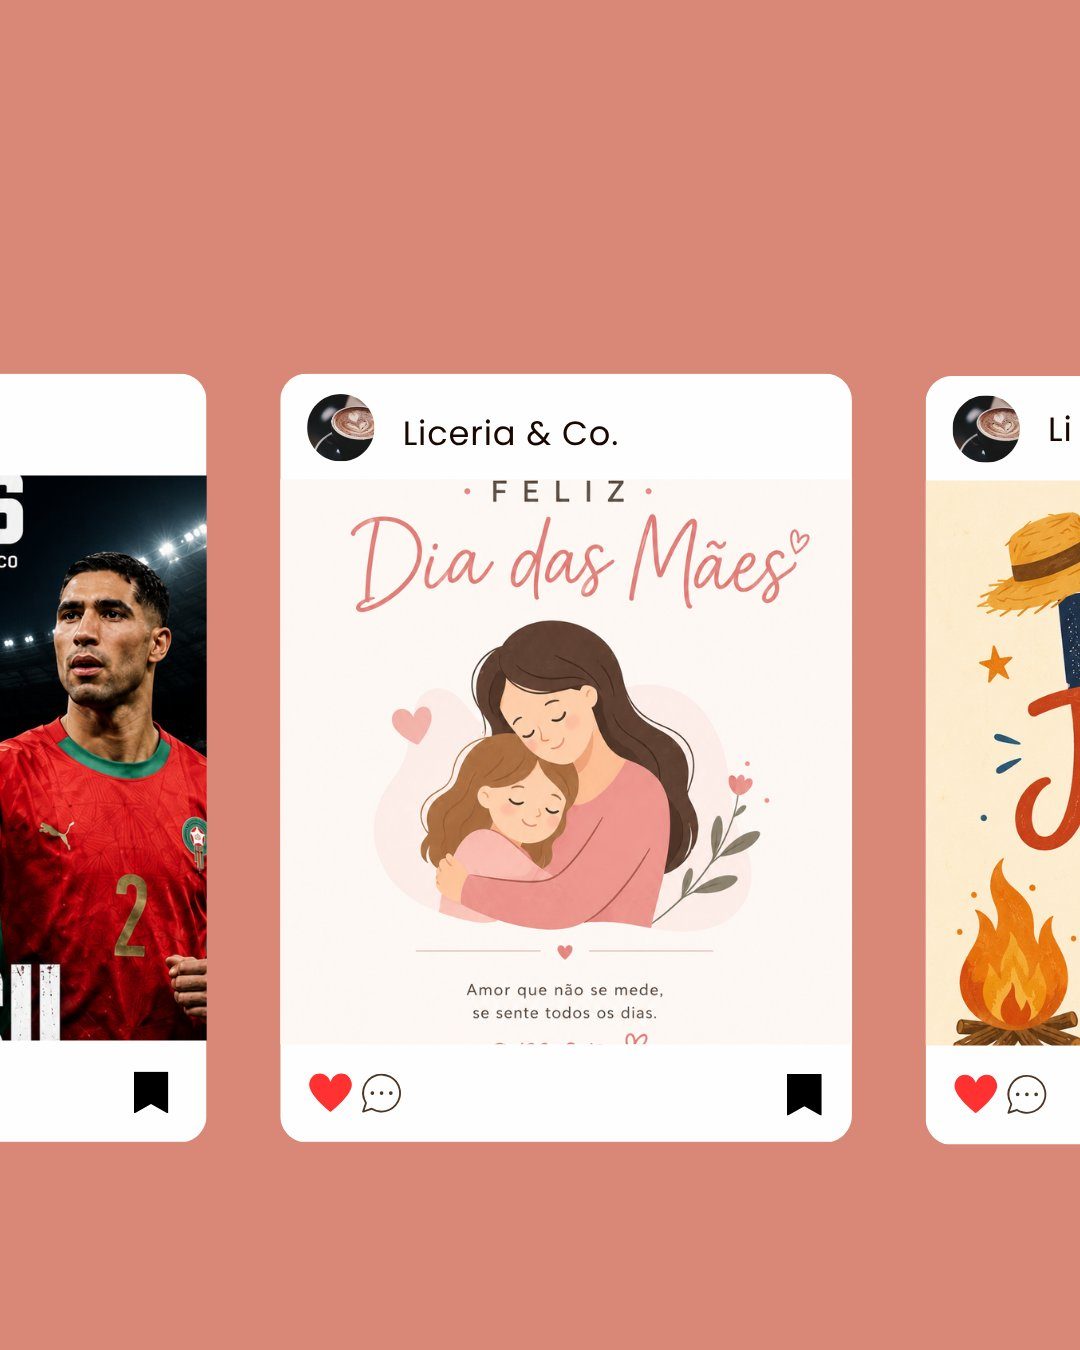 CO
2
Liceria & Co.
FELIZ
Dia das Mães
Amor que não se mede,
se sente todos os dias.
Li
J